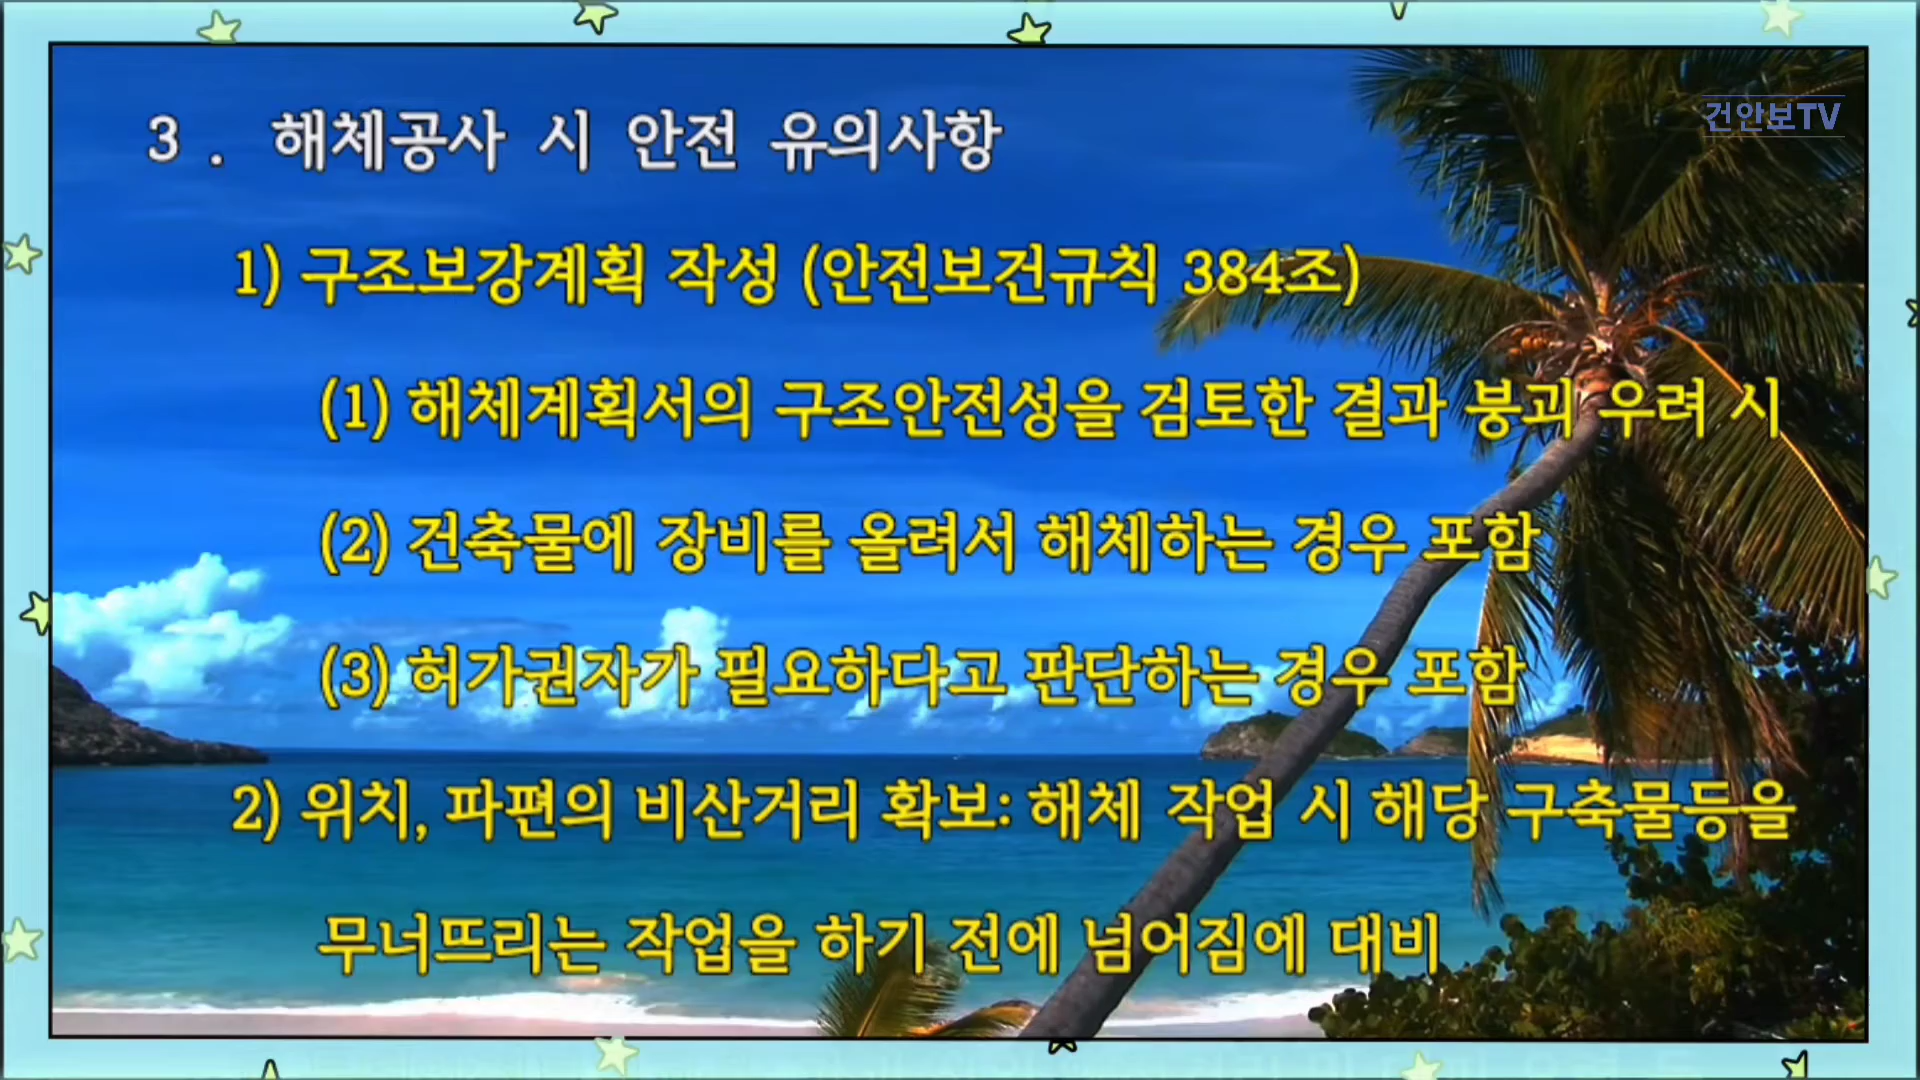 건안보TV
3 . 해체공사 시 안전 유의사항
1) 구조보강계획 작성 (안전보건규칙 384조)
(1) 해체계획서의 구조안전성을 검토한 결과 붕괴 우려 시
(2) 건축물에 장비를 올려서 해체하는 경우 포함
(3) 허가권자가 필요하다고 판단하는 경우 포함
2) 위치, 파편의 비산거리 확보: 해체 작업 시 해당 구축물등을
무너뜨리는 작업을 하기 전에 넘어짐에 대비